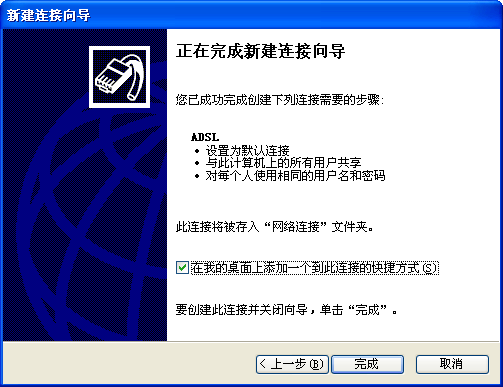 新建连接向导
正在完成新建连接向导
您已成功完成创建下列连接需要的步骤:
ADSL
• 设置为默认连接
• 与此计算机上的所有用户共享
• 对每个人使用相同的用户名和密码
此连接将被存入“网络连接”文件夹。
在我的桌面上添加一个到此连接的快捷方式(S)
要创建此连接并关闭向导，单击“完成”。
< 上一步(B) 完成 取消